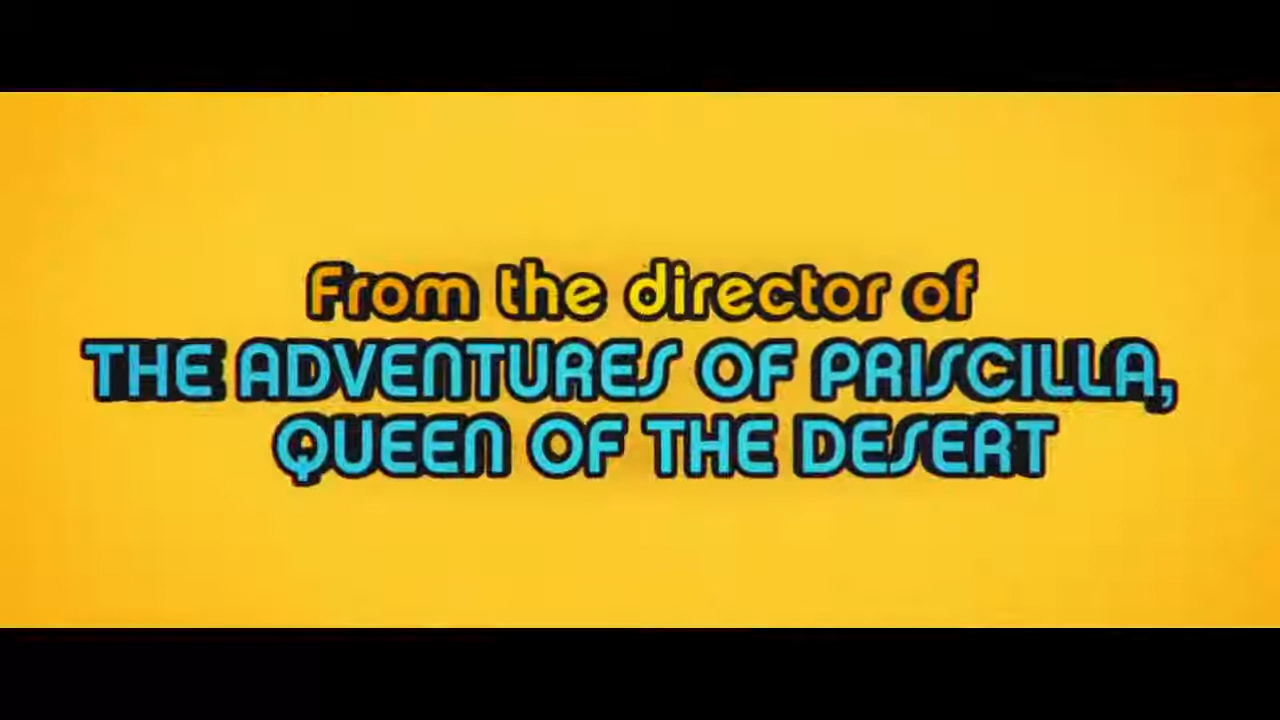 From the director of
THE ADVENTURES OF PRISCILLA,
QUEEN OF THE DESERT